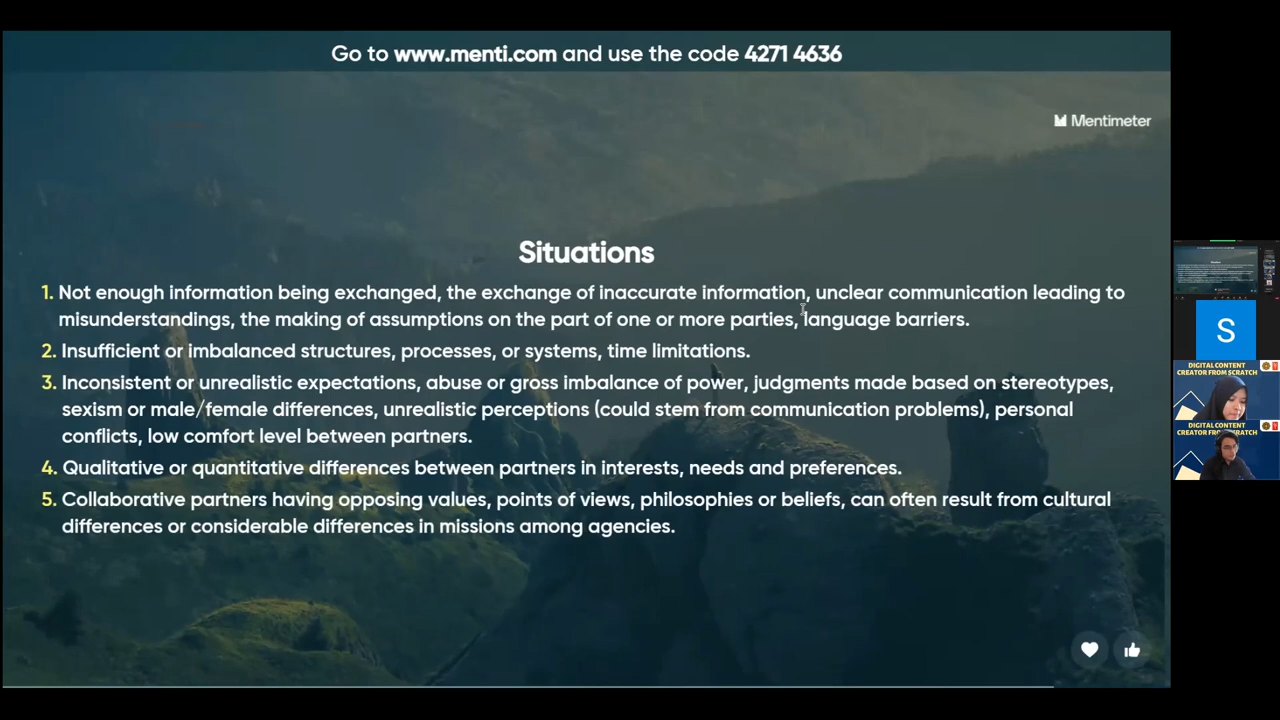 Go to www.menti.com and use the code 4271 4636
Mentimeter
Situations
1. Not enough information being exchanged, the exchange of inaccurate information, unclear communication leading to
misunderstandings, the making of assumptions on the part of one or more parties, language barriers.
2. Insufficient or imbalanced structures, processes, or systems, time limitations.
3. Inconsistent or unrealistic expectations, abuse or gross imbalance of power, judgments made based on stereotypes,
sexism or male/female differences, unrealistic perceptions (could stem from communication problems), personal
conflicts, low comfort level between partners.
4. Qualitative or quantitative differences between partners in interests, needs and preferences.
5. Collaborative partners having opposing values, points of views, philosophies or beliefs, can often result from cultural
differences or considerable differences in missions among agencies.
S
DIGITAL CONTENT
CREATOR FROM SCRATCH
DIGITAL CONTENT
CREATOR FROM SCRATCH